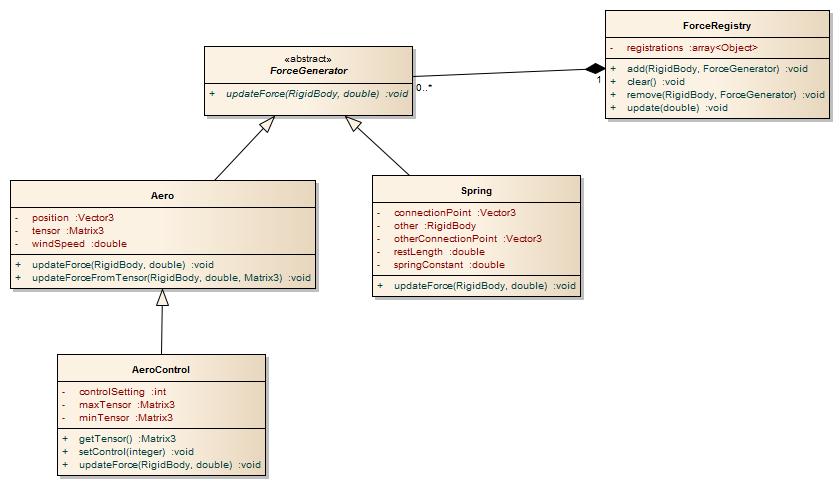 ForceRegistry
- registrations :array<Object>
+ add(RigidBody, ForceGenerator) :void
+ clear() :void
+ remove(RigidBody, ForceGenerator) :void
+ update(double) :void
«abstract»
ForceGenerator
+ updateForce(RigidBody, double) :void
0..*
1
Aero
- position :Vector3
- tensor :Matrix3
- windSpeed :double
+ updateForce(RigidBody, double) :void
+ updateForceFromTensor(RigidBody, double, Matrix3) :void
Spring
- connectionPoint :Vector3
- other :RigidBody
- otherConnectionPoint :Vector3
- restLength :double
- springConstant :double
+ updateForce(RigidBody, double) :void
AeroControl
- controlSetting :int
- maxTensor :Matrix3
- minTensor :Matrix3
+ getTensor() :Matrix3
+ setControl(integer) :void
+ updateForce(RigidBody, double) :void